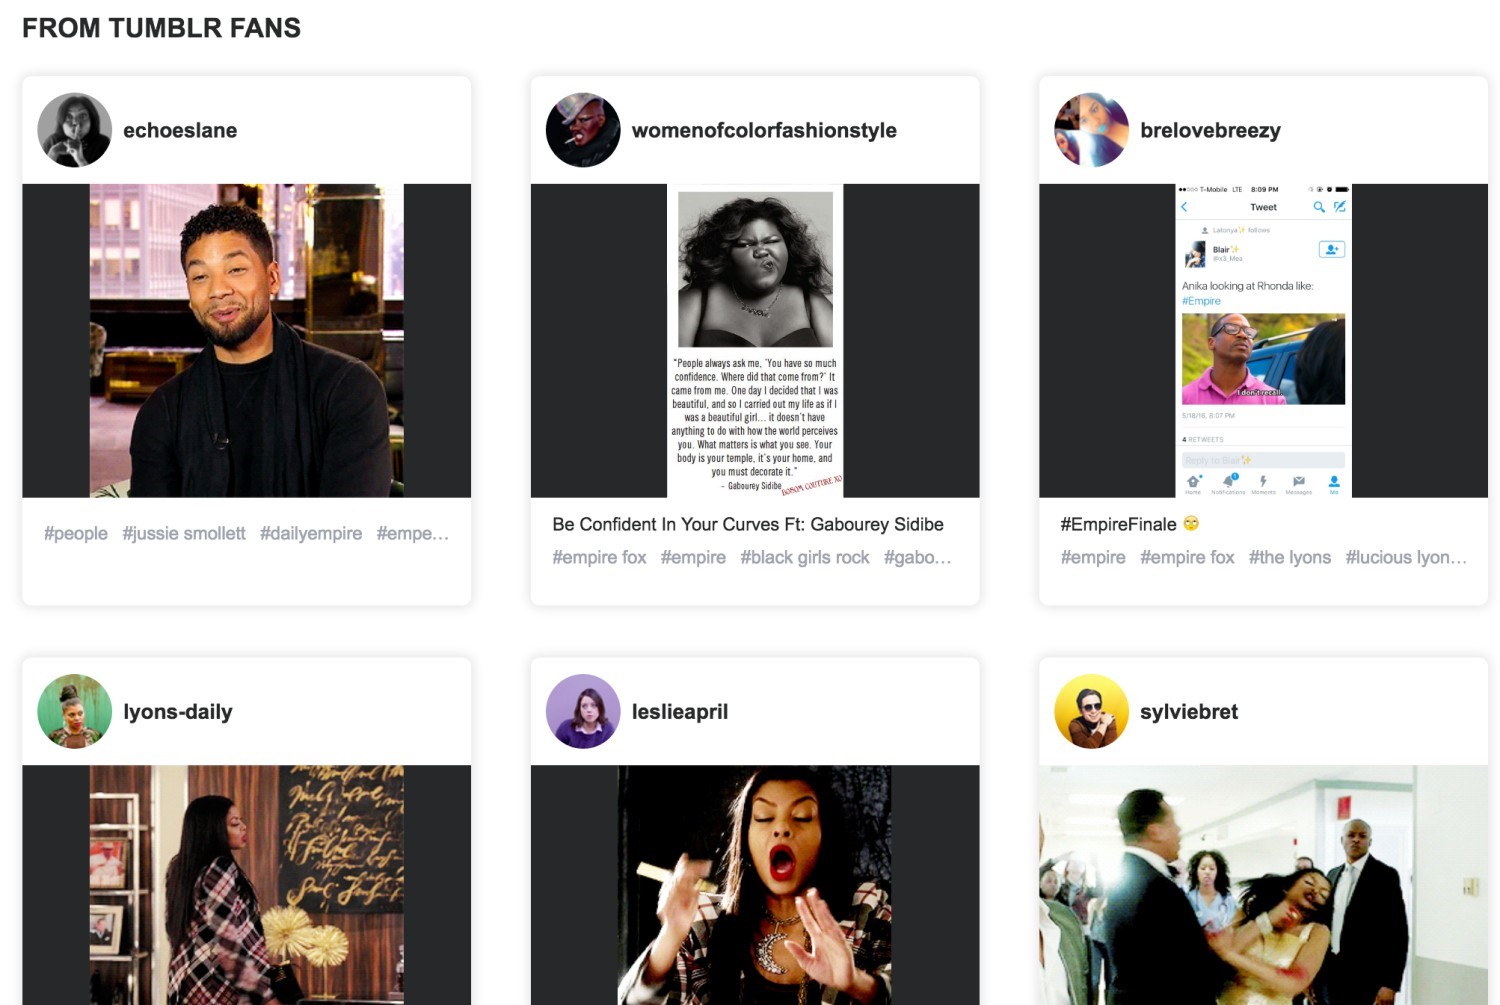 FROM TUMBLR FANS
echoeslane
#people #jussie smollett #dailyempire #empe…
womenofcolorfashionstyle
"People always ask me, 'You have so much
confidence. Where did that come from?' It
came from me. One day I decided that I was
beautiful, and so I carried out my life as if I
was a beautiful girl... it doesn't have
anything to do with how the world perceives
you. What matters is what you see. Your
body is your temple, it's your home, and
you must decorate it."
- Gabourey Sidibe
BOSOM COUTURE XO
Be Confident In Your Curves Ft: Gabourey Sidibe
#empire fox #empire #black girls rock #gabo…
brelovebreezy
T-Mobile LTE 8:09 PM
Tweet
Latonya✨ follows
Blair✨
Anika looking at Rhonda like:
#Empire
I don't recall
5/18/16, 8:07 PM
4 RETWEETS
Reply to Blair✨
1
Home Notifications Moments Messages Me
#EmpireFinale 🙄
#empire #empire fox #the lyons #lucious lyon…
lyons-daily
leslieapril
sylviebret